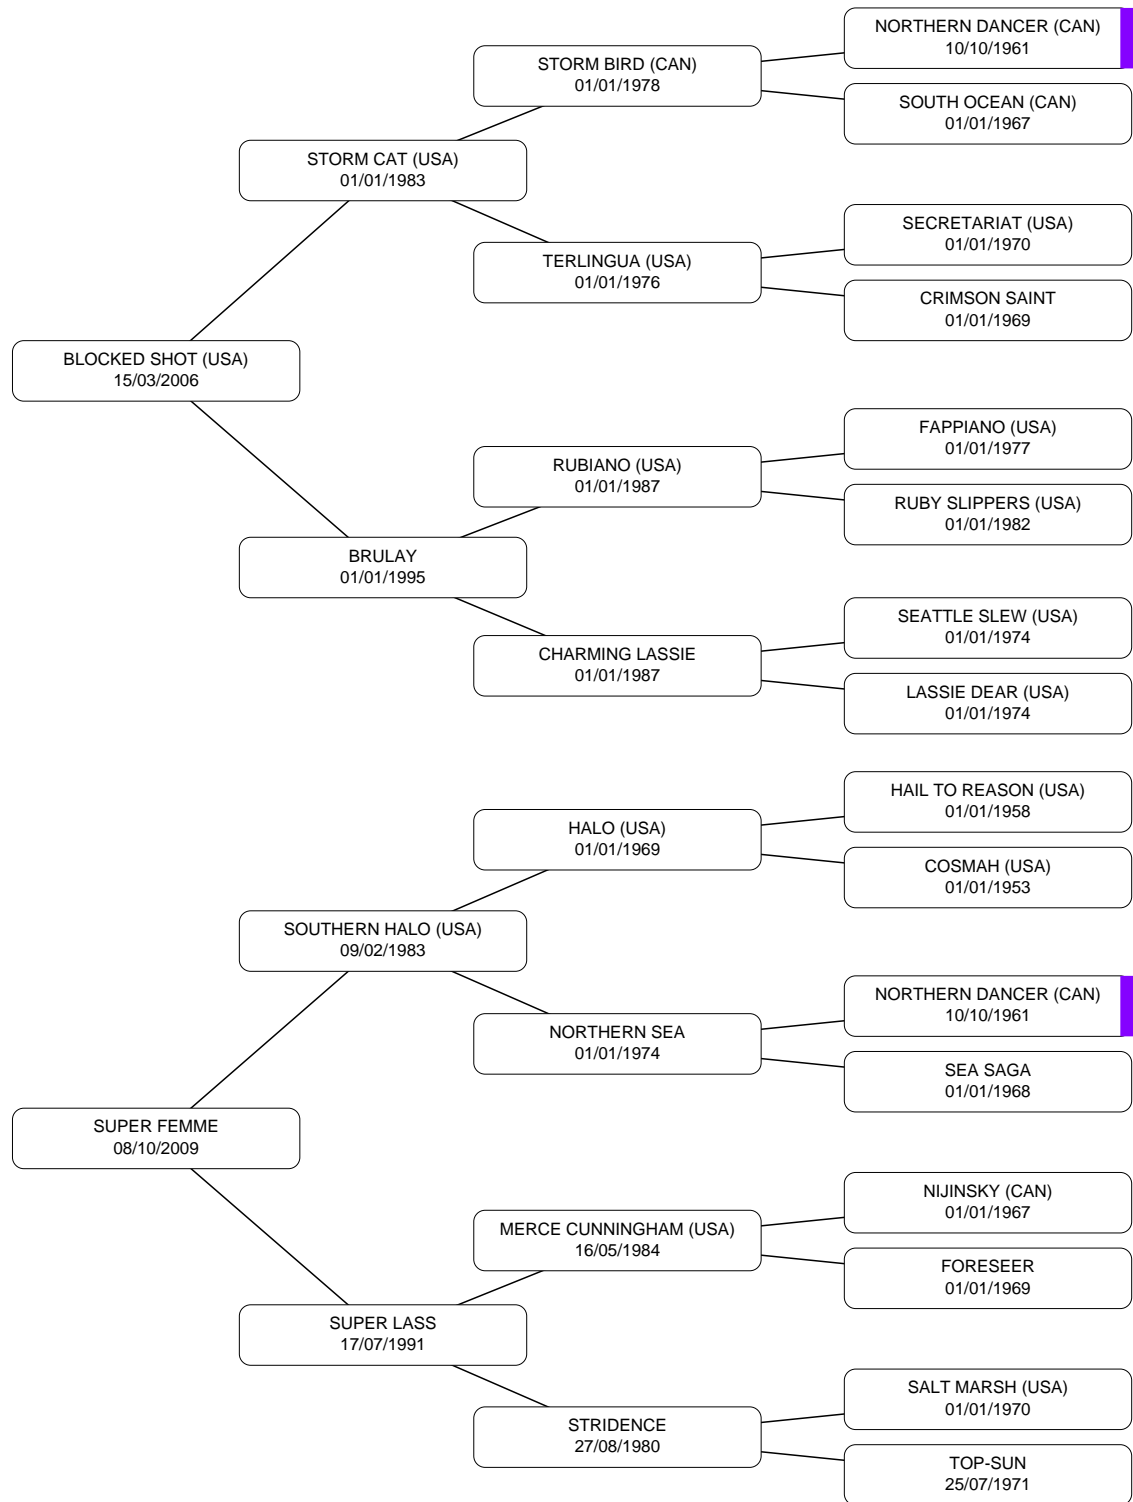 NORTHERN DANCER (CAN)
10/10/1961
STORM BIRD (CAN)
01/01/1978
SOUTH OCEAN (CAN)
01/01/1967
STORM CAT (USA)
01/01/1983
SECRETARIAT (USA)
01/01/1970
TERLINGUA (USA)
01/01/1976
CRIMSON SAINT
01/01/1969
BLOCKED SHOT (USA)
15/03/2006
FAPPIANO (USA)
01/01/1977
RUBIANO (USA)
01/01/1987
RUBY SLIPPERS (USA)
01/01/1982
BRULAY
01/01/1995
SEATTLE SLEW (USA)
01/01/1974
CHARMING LASSIE
01/01/1987
LASSIE DEAR (USA)
01/01/1974
HAIL TO REASON (USA)
01/01/1958
HALO (USA)
01/01/1969
COSMAH (USA)
01/01/1953
SOUTHERN HALO (USA)
09/02/1983
NORTHERN DANCER (CAN)
10/10/1961
NORTHERN SEA
01/01/1974
SEA SAGA
01/01/1968
SUPER FEMME
08/10/2009
NIJINSKY (CAN)
01/01/1967
MERCE CUNNINGHAM (USA)
16/05/1984
FORESEER
01/01/1969
SUPER LASS
17/07/1991
SALT MARSH (USA)
01/01/1970
STRIDENCE
27/08/1980
TOP-SUN
25/07/1971